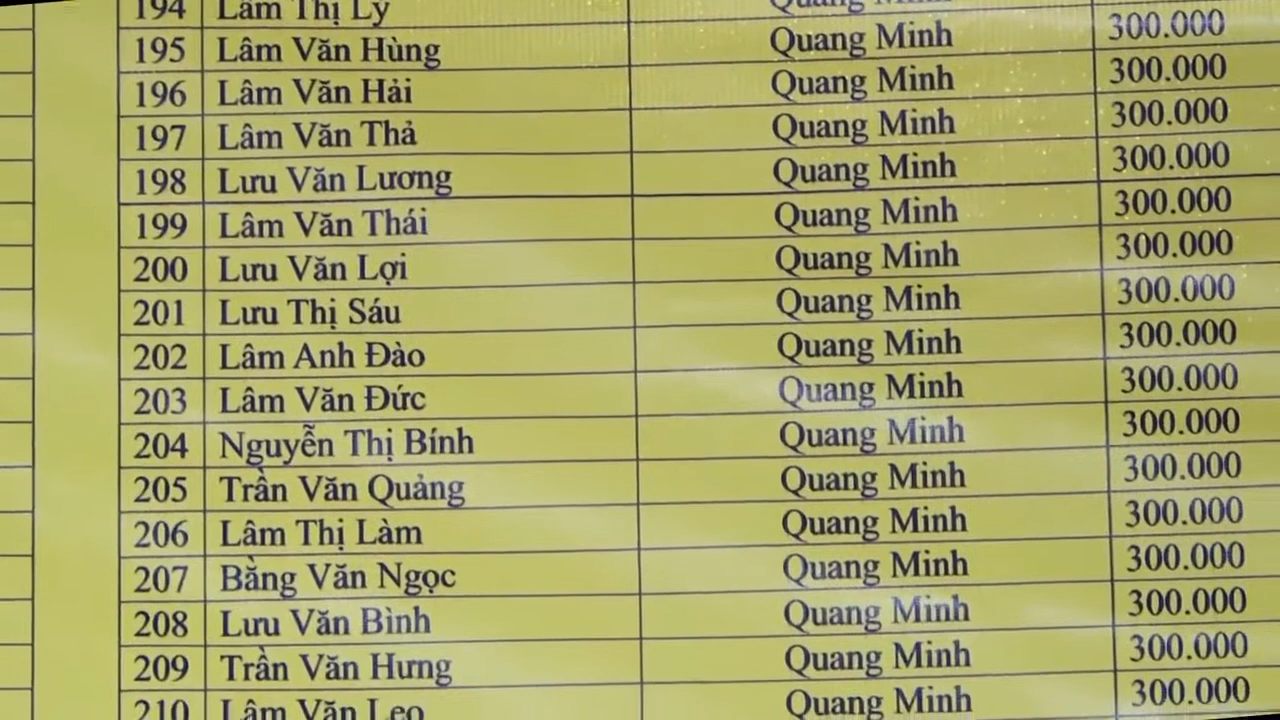 194 Lâm Thị Lý Quang Minh
195 Lâm Văn Hùng Quang Minh 300.000
196 Lâm Văn Hải Quang Minh 300.000
197 Lâm Văn Thả Quang Minh 300.000
198 Lưu Văn Lương Quang Minh 300.000
199 Lâm Văn Thái Quang Minh 300.000
200 Lưu Văn Lợi Quang Minh 300.000
201 Lưu Thị Sáu Quang Minh 300.000
202 Lâm Anh Đào Quang Minh 300.000
203 Lâm Văn Đức Quang Minh 300.000
204 Nguyễn Thị Bính Quang Minh 300.000
205 Trần Văn Quảng Quang Minh 300.000
206 Lâm Thị Làm Quang Minh 300.000
207 Bằng Văn Ngọc Quang Minh 300.000
208 Lưu Văn Bình Quang Minh 300.000
209 Trần Văn Hưng Quang Minh 300.000
210 Lâm Văn Leo Quang Minh 300.000